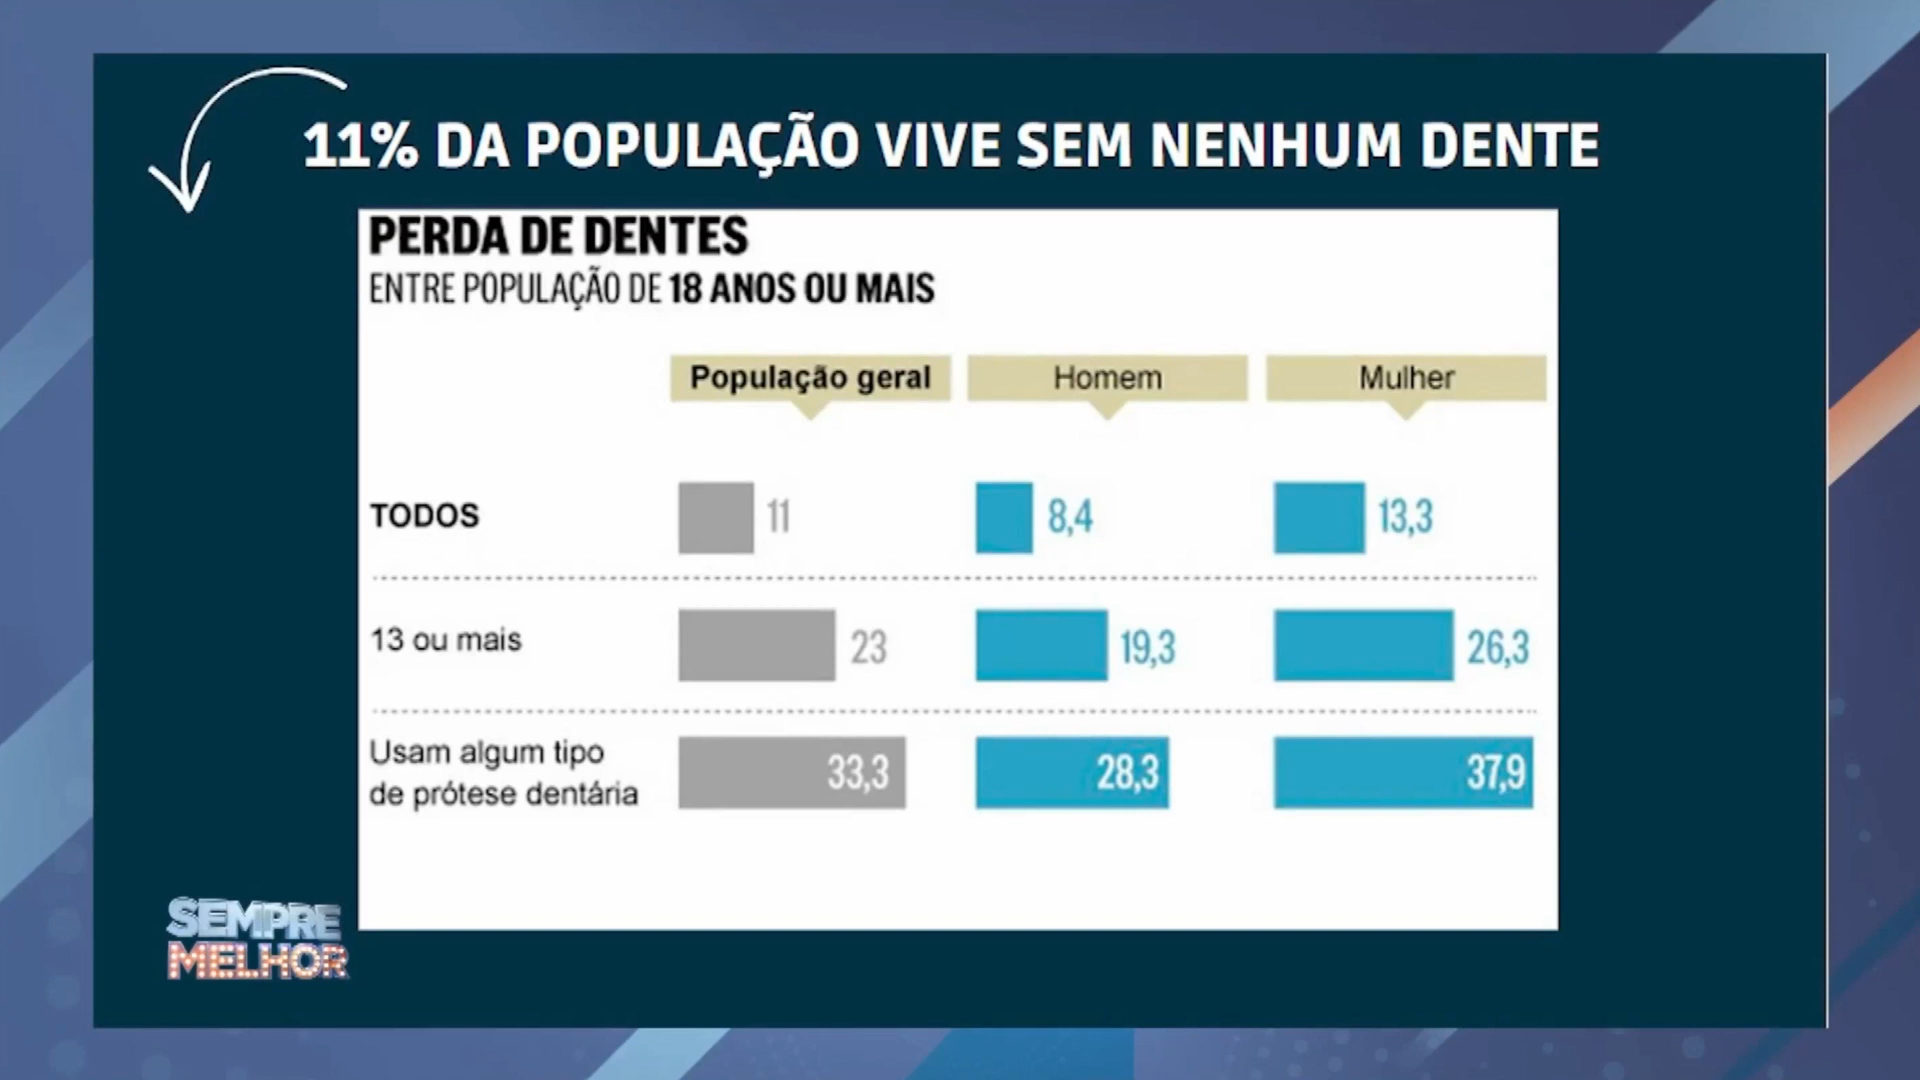 11% DA POPULAÇÃO VIVE SEM NENHUM DENTE
PERDA DE DENTES
ENTRE POPULAÇÃO DE 18 ANOS OU MAIS
População geral Homem Mulher
TODOS 11 8,4 13,3
13 ou mais 23 19,3 26,3
Usam algum tipo
de prótese dentária 33,3 28,3 37,9
SEMPRE
MELHOR